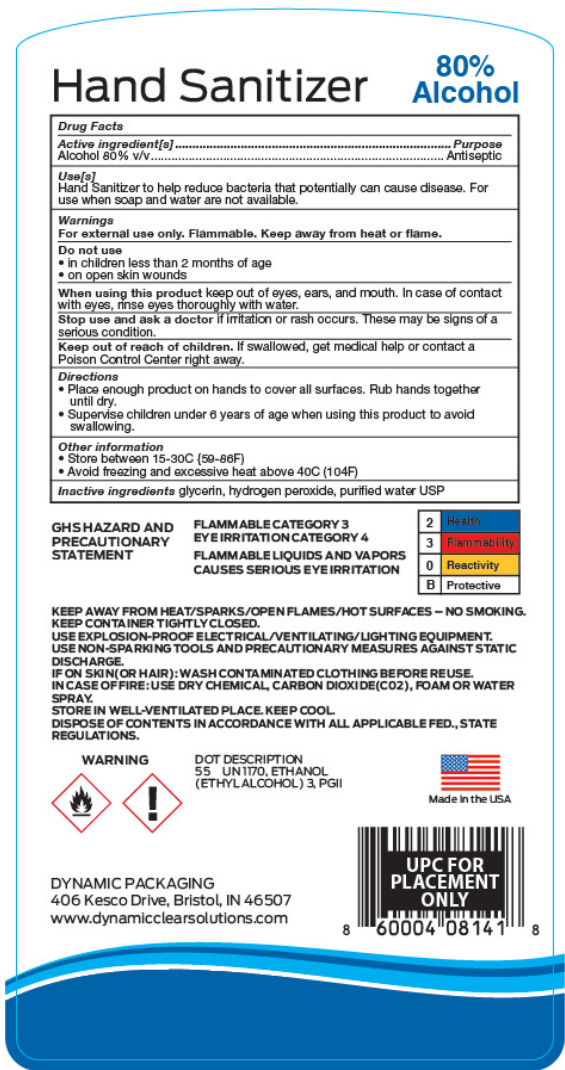 Hand Sanitizer
80%
Alcohol
Drug Facts
Active ingredient[s] ........................................................................ Purpose
Alcohol 80% v/v........................................................................ Antiseptic
Use[s]
Hand Sanitizer to help reduce bacteria that potentially can cause disease. For
use when soap and water are not available.
Warnings
For external use only. Flammable. Keep away from heat or flame.
Do not use
• in children less than 2 months of age
• on open skin wounds
When using this product keep out of eyes, ears, and mouth. In case of contact
with eyes, rinse eyes thoroughly with water.
Stop use and ask a doctor if irritation or rash occurs. These may be signs of a
serious condition.
Keep out of reach of children. If swallowed, get medical help or contact a
Poison Control Center right away.
Directions
• Place enough product on hands to cover all surfaces. Rub hands together
until dry.
• Supervise children under 6 years of age when using this product to avoid
swallowing.
Other information
• Store between 15-30C {59-86F)
• Avoid freezing and excessive heat above 40C (104F)
Inactive ingredients glycerin, hydrogen peroxide, purified water USP
GHS HAZARD AND
PRECAUTIONARY
STATEMENT
FLAMMABLE CATEGORY 3
EYE IRRITATION CATEGORY 4
FLAMMABLE LIQUIDS AND VAPORS
CAUSES SERIOUS EYE IRRITATION
2 Health
3 Flammability
0 Reactivity
B Protective
KEEP AWAY FROM HEAT/SPARKS/OPEN FLAMES/HOT SURFACES – NO SMOKING.
KEEP CONTAINER TIGHTLY CLOSED.
USE EXPLOSION-PROOF ELECTRICAL/VENTILATING/LIGHTING EQUIPMENT.
USE NON-SPARKING TOOLS AND PRECAUTIONARY MEASURES AGAINST STATIC
DISCHARGE.
IF ON SKIN(OR HAIR): WASH CONTAMINATED CLOTHING BEFORE REUSE.
IN CASE OF FIRE: USE DRY CHEMICAL, CARBON DIOXIDE(C02), FOAM OR WATER
SPRAY.
STORE IN WELL-VENTILATED PLACE. KEEP COOL.
DISPOSE OF CONTENTS IN ACCORDANCE WITH ALL APPLICABLE FED., STATE
REGULATIONS.
WARNING
DOT DESCRIPTION
55 UN1170, ETHANOL
(ETHYL ALCOHOL) 3, PGII
Made in the USA
UPC FOR
PLACEMENT
ONLY
8 60004 08141 8
DYNAMIC PACKAGING
406 Kesco Drive, Bristol, IN 46507
www.dynamicclearsolutions.com